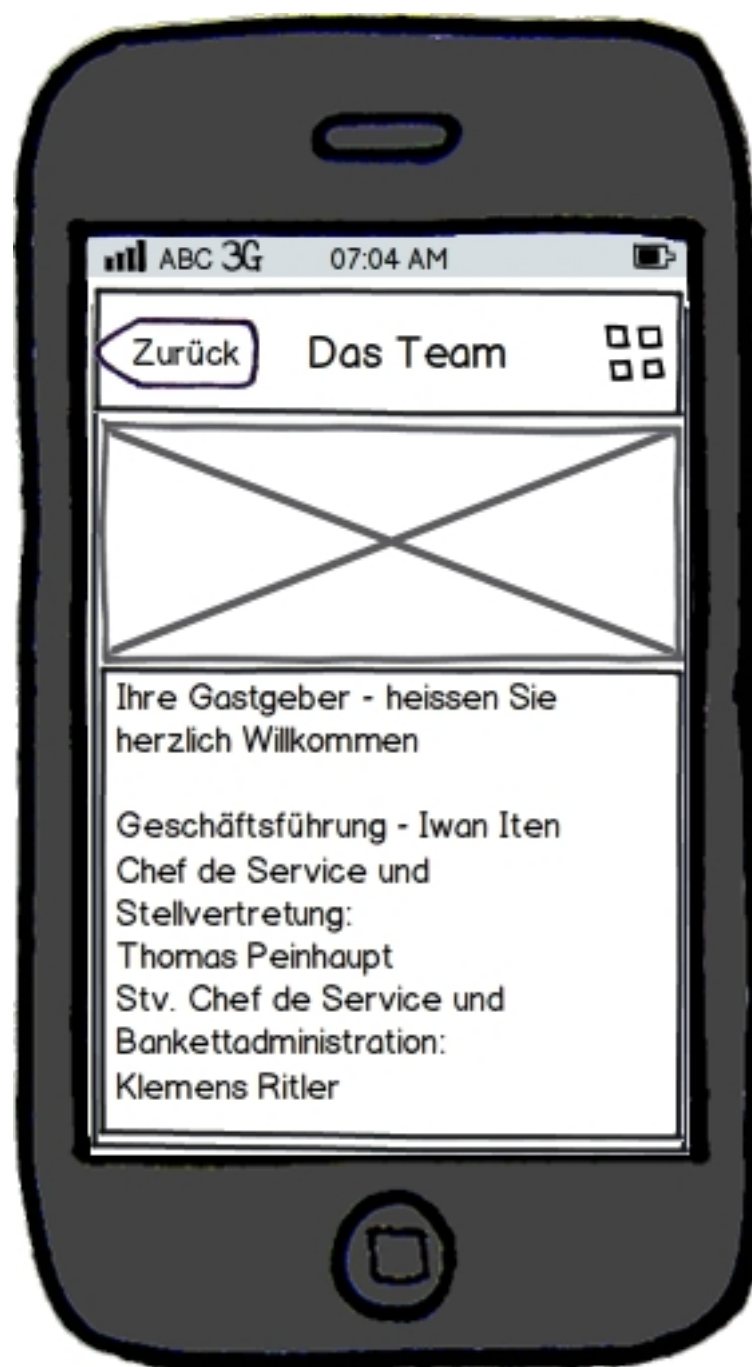 ABC 3G 07:04 AM
Zurück Das Team
Ihre Gastgeber - heissen Sie
herzlich Willkommen
Geschäftsführung - Iwan Iten
Chef de Service und
Stellvertretung:
Thomas Peinhaupt
Stv. Chef de Service und
Bankettadministration:
Klemens Ritler